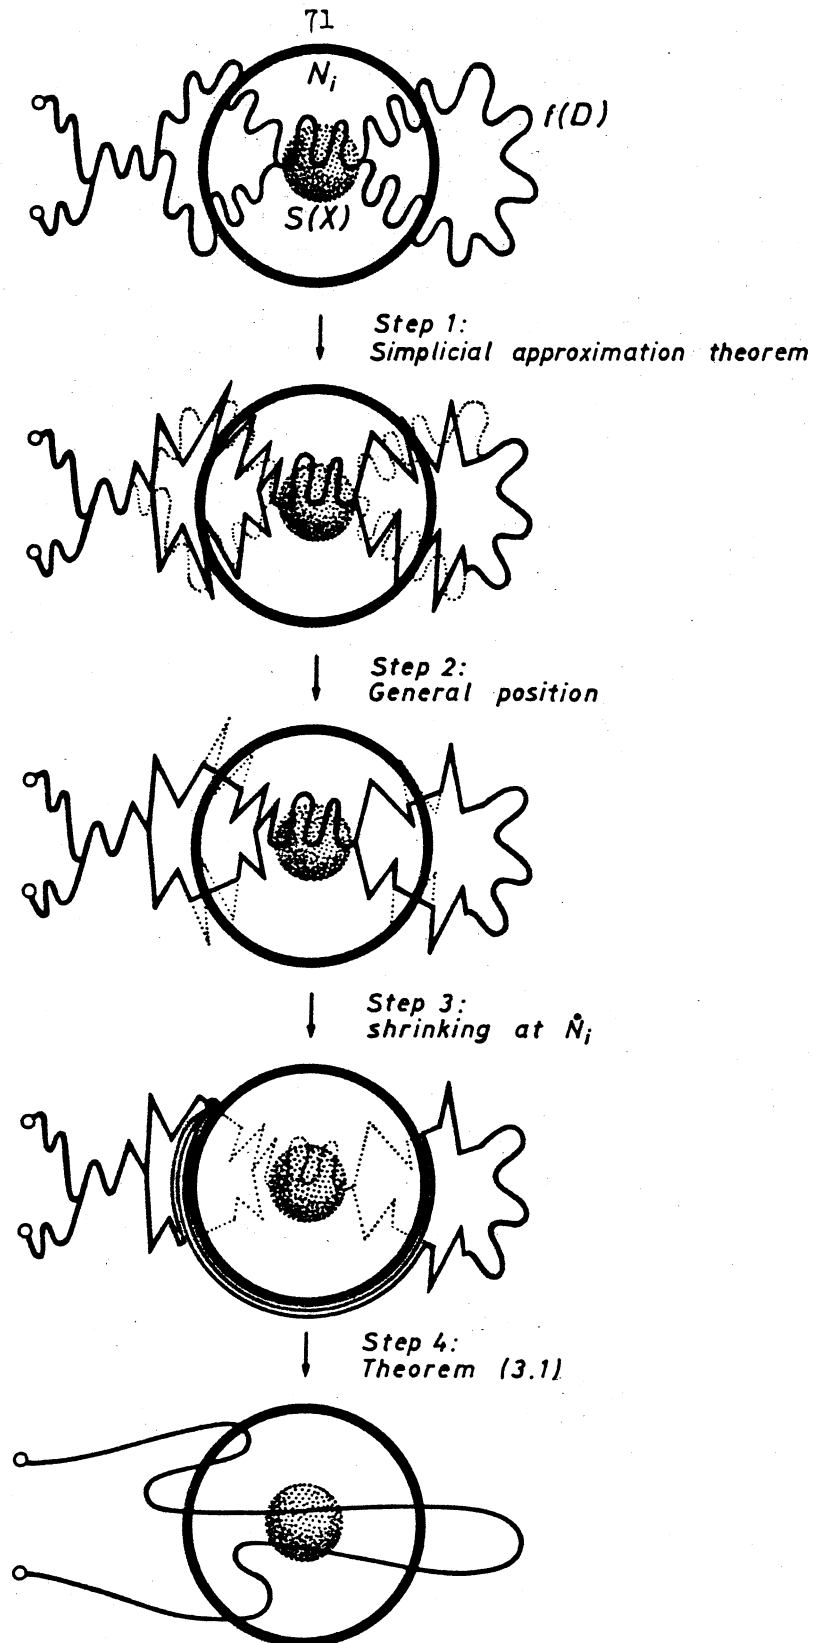 71
N_i
f(D)
S(X)
Step 1:
Simplicial approximation theorem
Step 2:
General position
Step 3:
shrinking at Ṅ_i
Step 4:
Theorem (3.1)